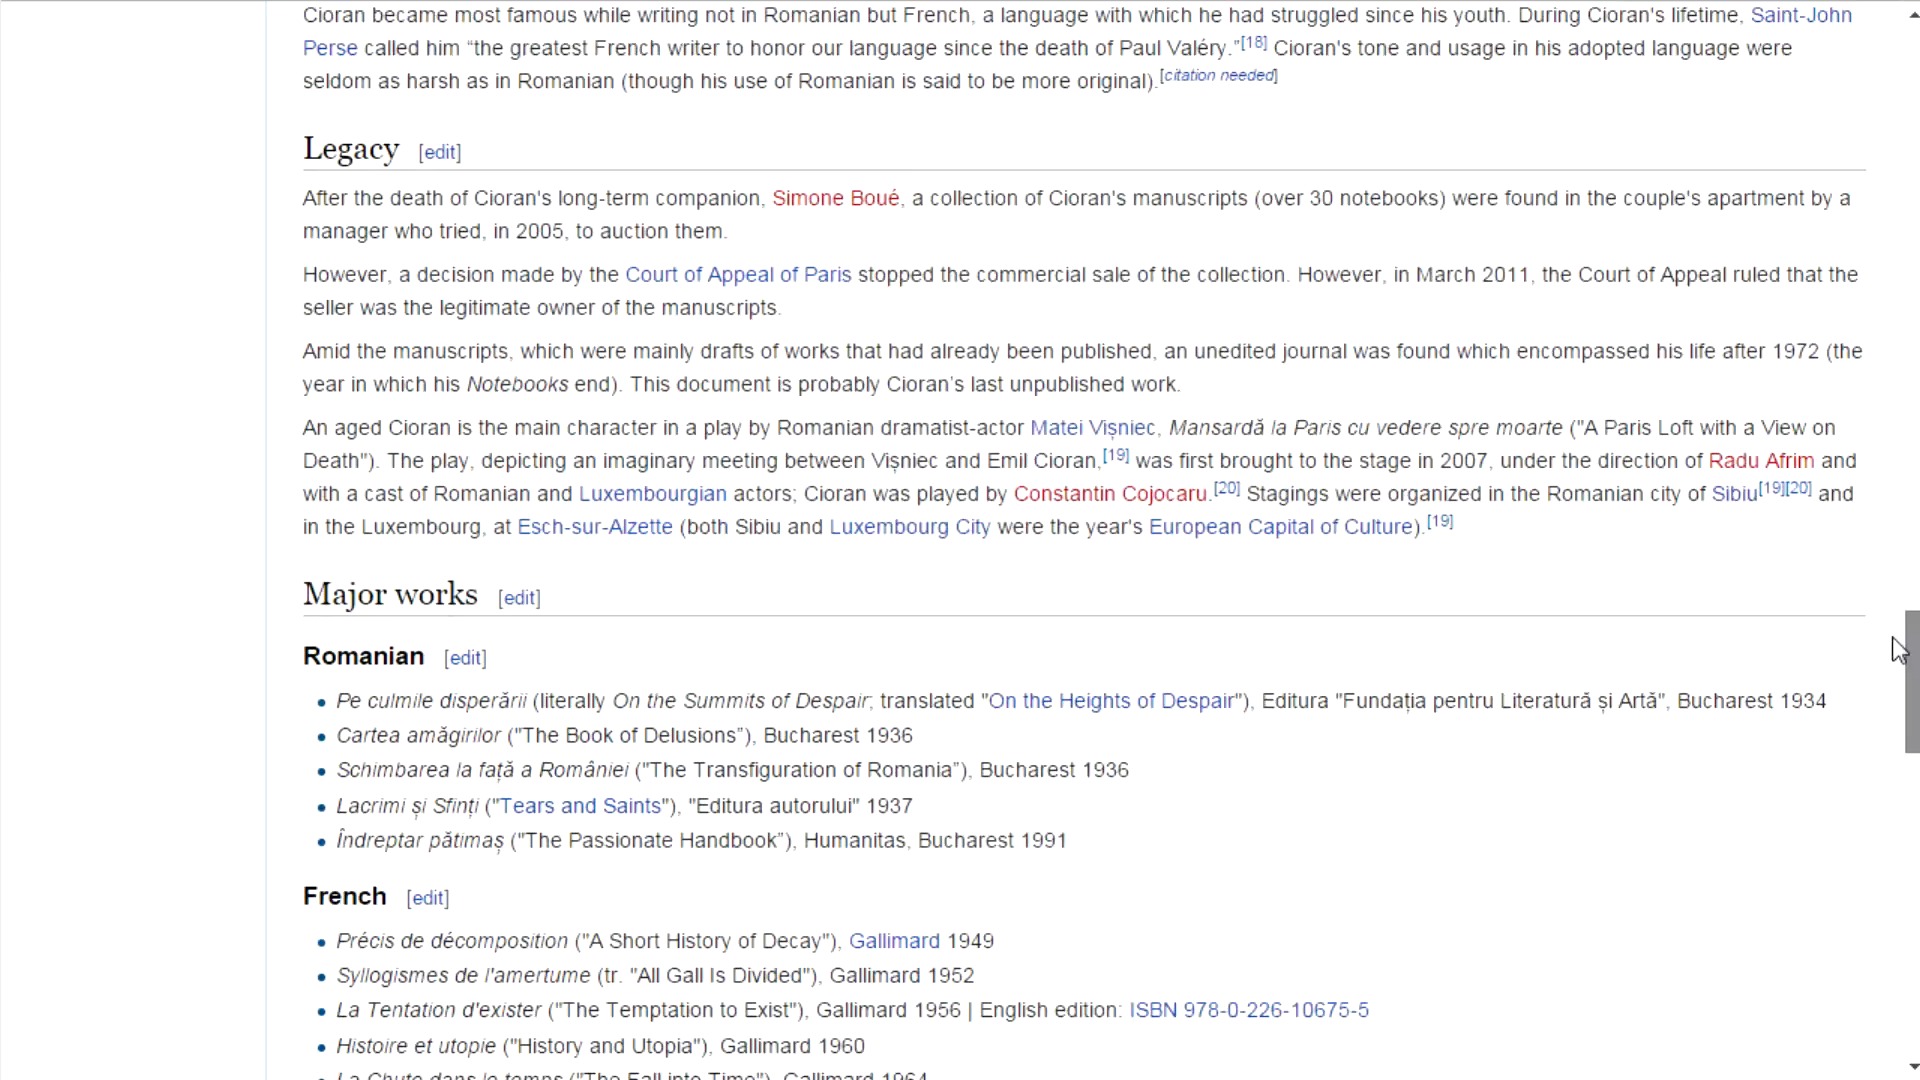 Cioran became most famous while writing not in Romanian but French, a language with which he had struggled since his youth. During Cioran's lifetime, Saint-John
Perse called him “the greatest French writer to honor our language since the death of Paul Valéry.”[18] Cioran's tone and usage in his adopted language were
seldom as harsh as in Romanian (though his use of Romanian is said to be more original).[citation needed]
Legacy [edit]
After the death of Cioran's long-term companion, Simone Boué, a collection of Cioran's manuscripts (over 30 notebooks) were found in the couple's apartment by a
manager who tried, in 2005, to auction them.
However, a decision made by the Court of Appeal of Paris stopped the commercial sale of the collection. However, in March 2011, the Court of Appeal ruled that the
seller was the legitimate owner of the manuscripts.
Amid the manuscripts, which were mainly drafts of works that had already been published, an unedited journal was found which encompassed his life after 1972 (the
year in which his Notebooks end). This document is probably Cioran's last unpublished work.
An aged Cioran is the main character in a play by Romanian dramatist-actor Matei Vișniec, Mansardă la Paris cu vedere spre moarte ("A Paris Loft with a View on
Death"). The play, depicting an imaginary meeting between Vișniec and Emil Cioran,[19] was first brought to the stage in 2007, under the direction of Radu Afrim and
with a cast of Romanian and Luxembourgian actors; Cioran was played by Constantin Cojocaru.[20] Stagings were organized in the Romanian city of Sibiu[19][20] and
in the Luxembourg, at Esch-sur-Alzette (both Sibiu and Luxembourg City were the year's European Capital of Culture).[19]
Major works [edit]
Romanian [edit]
Pe culmile disperării (literally On the Summits of Despair; translated "On the Heights of Despair"), Editura "Fundația pentru Literatură și Artă", Bucharest 1934
Cartea amăgirilor ("The Book of Delusions"), Bucharest 1936
Schimbarea la față a României ("The Transfiguration of Romania"), Bucharest 1936
Lacrimi și Sfinți ("Tears and Saints"), "Editura autorului" 1937
Îndreptar pătimaș ("The Passionate Handbook"), Humanitas, Bucharest 1991
French [edit]
Précis de décomposition ("A Short History of Decay"), Gallimard 1949
Syllogismes de l'amertume (tr. "All Gall Is Divided"), Gallimard 1952
La Tentation d'exister ("The Temptation to Exist"), Gallimard 1956 | English edition: ISBN 978-0-226-10675-5
Histoire et utopie ("History and Utopia"), Gallimard 1960
La Chute dans le temps ("The Fall into Time"), Gallimard 1964